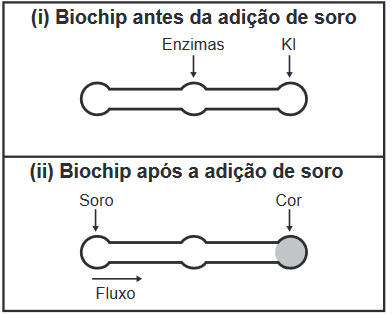 (i) Biochip antes da adição de soro
Enzimas KI
(ii) Biochip após a adição de soro
Soro Cor
Fluxo